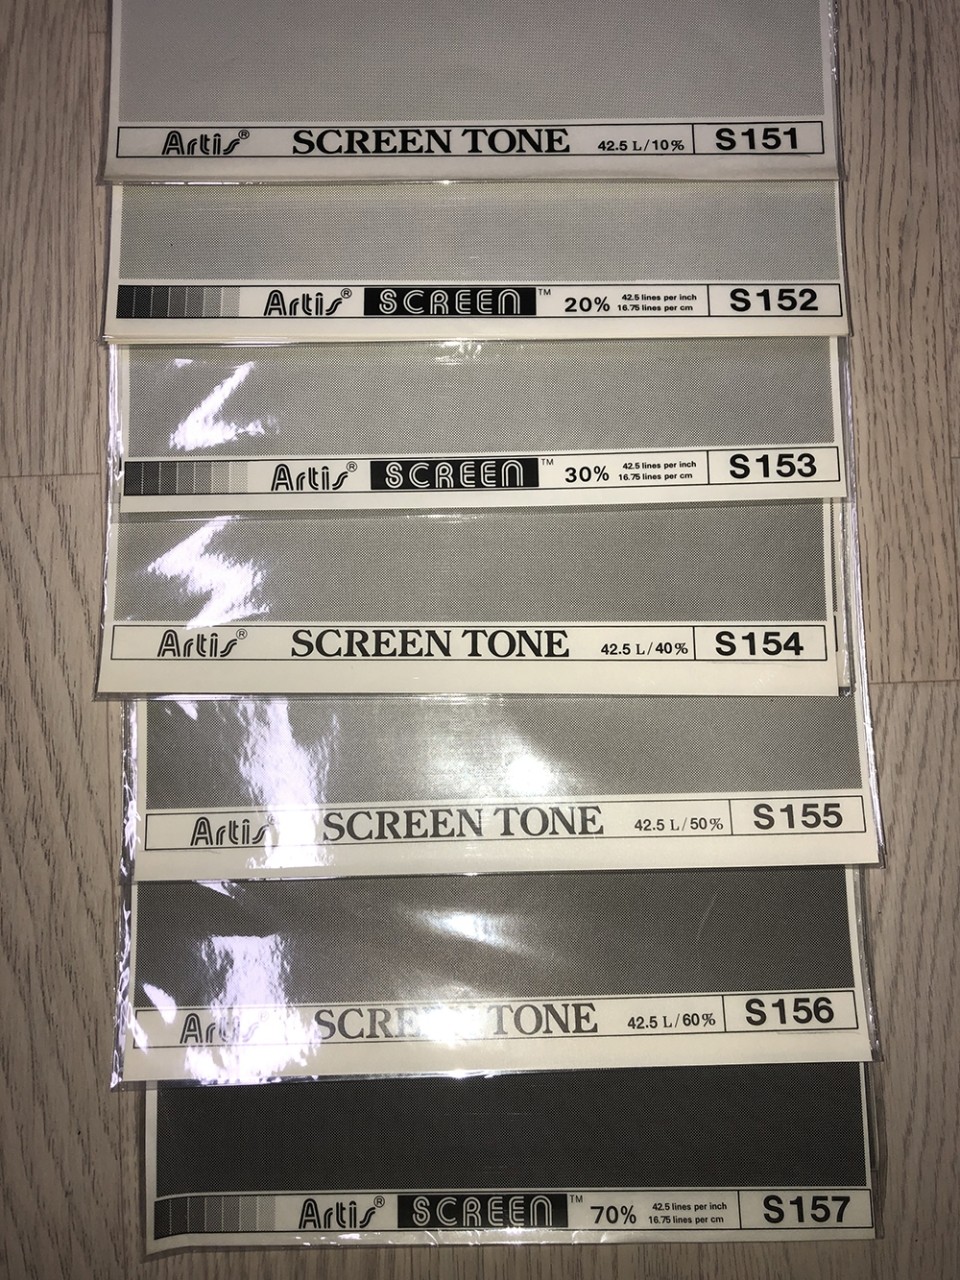 Artis® SCREEN TONE 42.5 L/10% S151
Artis® SCREEN™ 20% 42.5 lines per inch 16.75 lines per cm S152
Artis® SCREEN™ 30% 42.5 lines per inch 16.75 lines per cm S153
Artis® SCREEN TONE 42.5 L/40% S154
Artis SCREEN TONE 42.5 L/50% S155
Artis SCREEN TONE 42.5 L/60% S156
Artis® SCREEN™ 70% 42.5 lines per inch 16.75 lines per cm S157